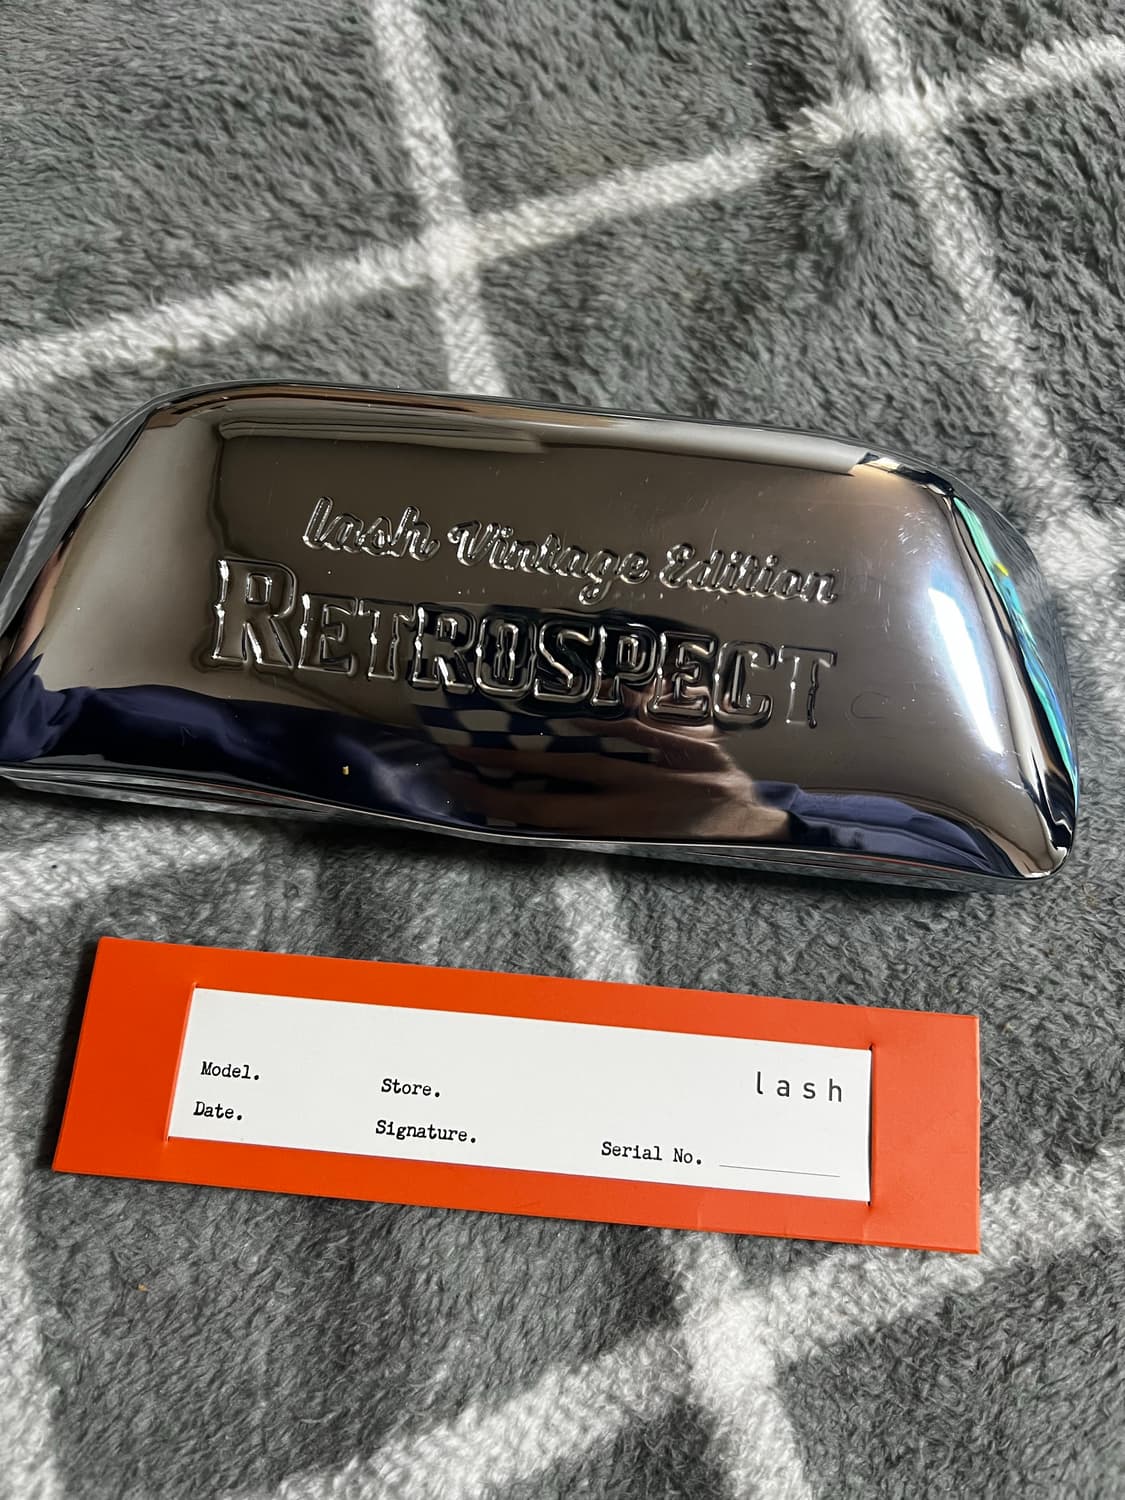 lash Vintage Edition
RETROSPECT
lash
Model.
Store.
Date.
Signature.
Serial No.